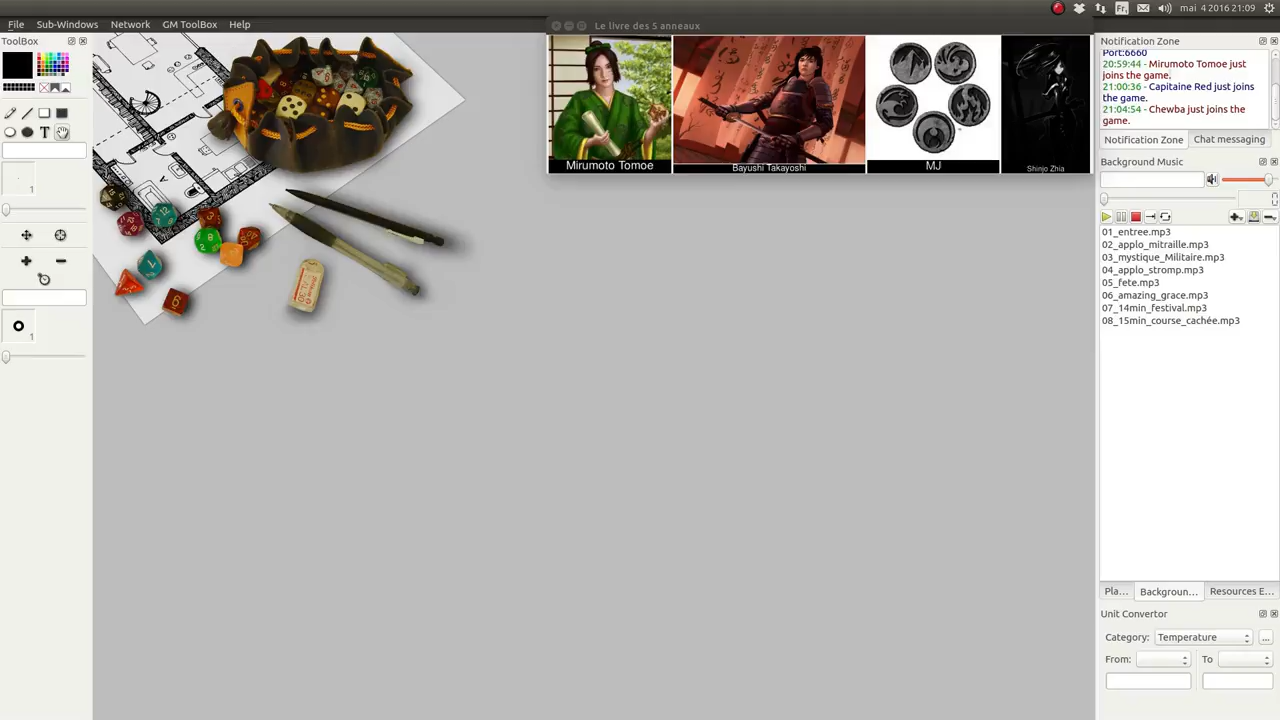 Fr,
mai 4 2016 21:09
File
Sub-Windows
Network
GM ToolBox
Help
Le livre des 5 anneaux
ToolBox
T
1
1
Mirumoto Tomoe
Bayushi Takayoshi
MJ
Shinjo Zhia
Notification Zone
Port:6660
20:59:44 - Mirumoto Tomoe just
joins the game.
21:00:36 - Capitaine Red just joins
the game.
21:04:54 - Chewba just joins the
game.
Notification Zone
Chat messaging
Background Music
01_entree.mp3
02_applo_mitraille.mp3
03_mystique_Militaire.mp3
04_applo_stromp.mp3
05_fete.mp3
06_amazing_grace.mp3
07_14min_festival.mp3
08_15min_course_cachée.mp3
Pla...
Backgroun...
Resources E...
Unit Convertor
Category:
Temperature
...
From:
To